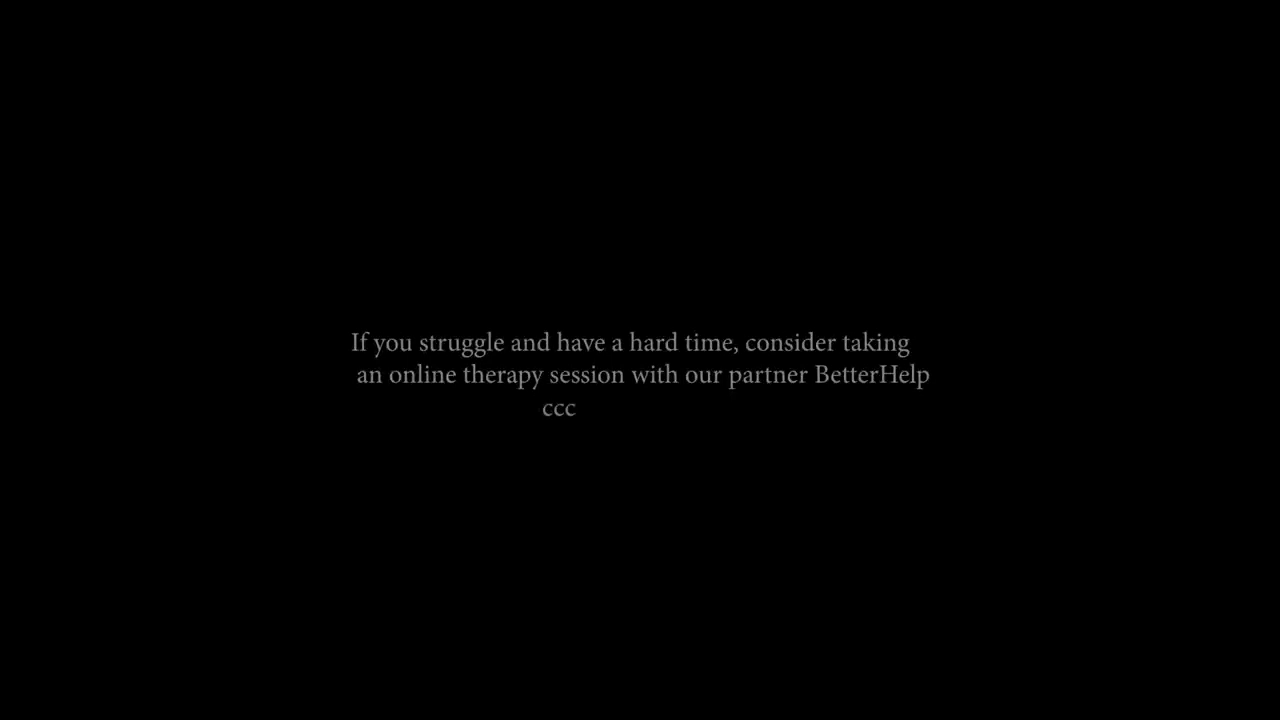 If you struggle and have a hard time, consider taking
an online therapy session with our partner BetterHelp
ccc